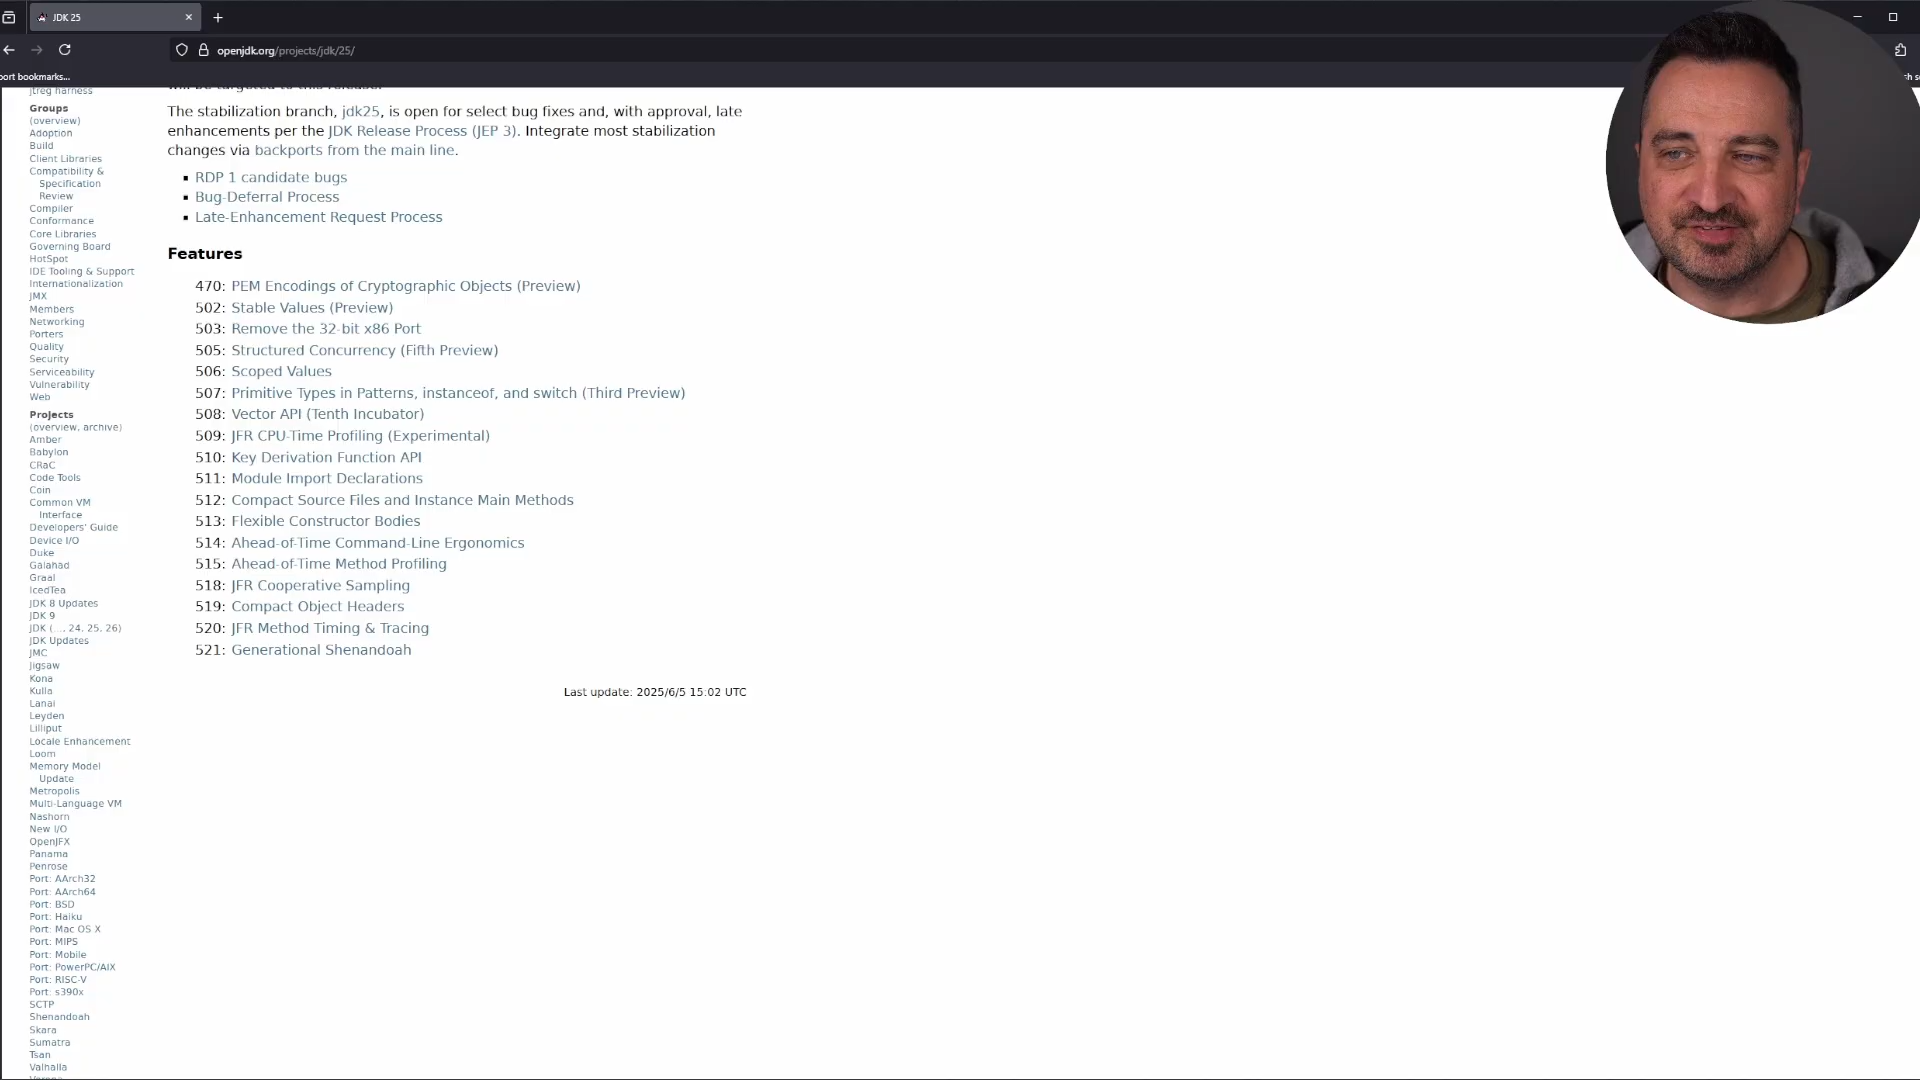 JDK 25
openjdk.org/projects/jdk/25/
port bookmarks...
jtreg harness
Groups
(overview)
Adoption
Build
Client Libraries
Compatibility &
Specification
Review
Compiler
Conformance
Core Libraries
Governing Board
HotSpot
IDE Tooling & Support
Internationalization
JMX
Members
Networking
Porters
Quality
Security
Serviceability
Vulnerability
Web
Projects
(overview, archive)
Amber
Babylon
CRaC
Code Tools
Coin
Common VM
Interface
Developers' Guide
Device I/O
Duke
Galahad
Graal
IcedTea
JDK 8 Updates
JDK 9
JDK (..., 24, 25, 26)
JDK Updates
JMC
Jigsaw
Kona
Kulla
Lanai
Leyden
Lilliput
Locale Enhancement
Loom
Memory Model
Update
Metropolis
Multi-Language VM
Nashorn
New I/O
OpenJFX
Panama
Penrose
Port: AArch32
Port: AArch64
Port: BSD
Port: Haiku
Port: Mac OS X
Port: MIPS
Port: Mobile
Port: PowerPC/AIX
Port: RISC-V
Port: s390x
SCTP
Shenandoah
Skara
Sumatra
Tsan
Valhalla
will be targeted to this release.
The stabilization branch, jdk25, is open for select bug fixes and, with approval, late
enhancements per the JDK Release Process (JEP 3). Integrate most stabilization
changes via backports from the main line.
▪ RDP 1 candidate bugs
▪ Bug-Deferral Process
▪ Late-Enhancement Request Process
Features
470: PEM Encodings of Cryptographic Objects (Preview)
502: Stable Values (Preview)
503: Remove the 32-bit x86 Port
505: Structured Concurrency (Fifth Preview)
506: Scoped Values
507: Primitive Types in Patterns, instanceof, and switch (Third Preview)
508: Vector API (Tenth Incubator)
509: JFR CPU-Time Profiling (Experimental)
510: Key Derivation Function API
511: Module Import Declarations
512: Compact Source Files and Instance Main Methods
513: Flexible Constructor Bodies
514: Ahead-of-Time Command-Line Ergonomics
515: Ahead-of-Time Method Profiling
518: JFR Cooperative Sampling
519: Compact Object Headers
520: JFR Method Timing & Tracing
521: Generational Shenandoah
Last update: 2025/6/5 15:02 UTC